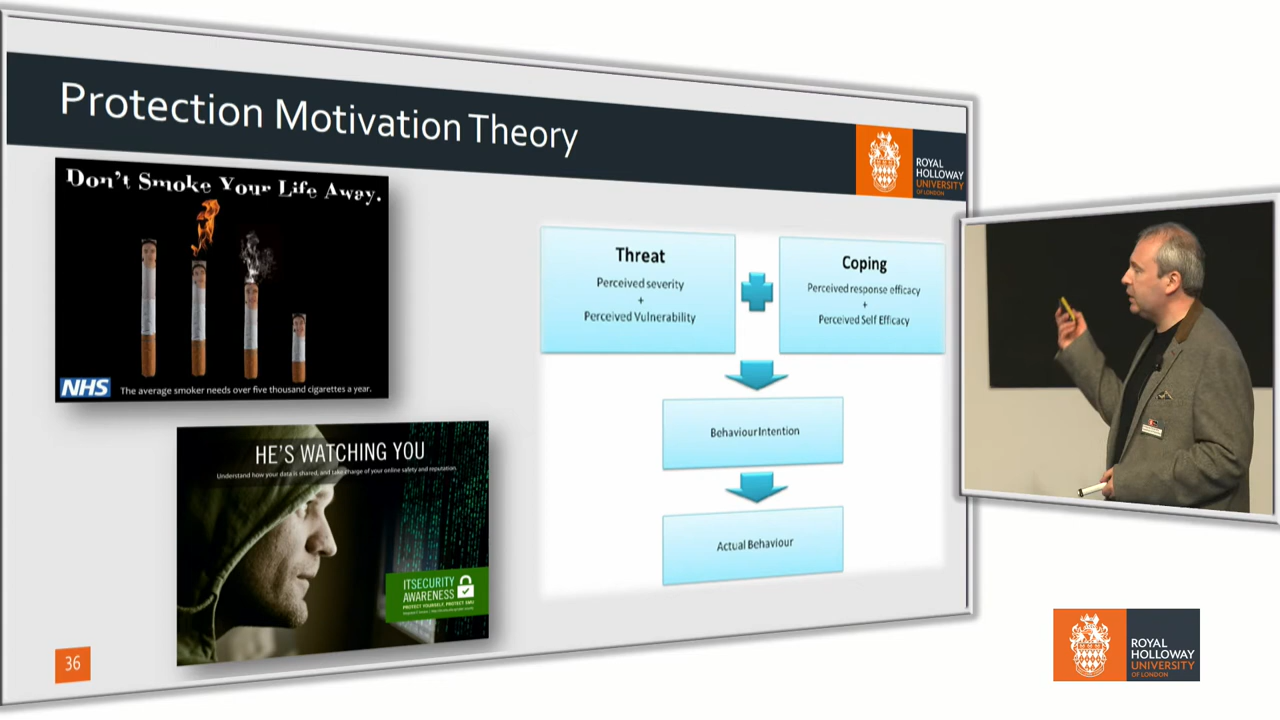 Protection Motivation Theory
ROYAL
HOLLOWAY
UNIVERSITY
OF LONDON
Don't Smoke Your Life Away.
NHS
The average smoker needs over five thousand cigarettes a year.
Threat
Perceived severity
+
Perceived Vulnerability
Coping
Perceived response efficacy
+
Perceived Self Efficacy
Behaviour Intention
Actual Behaviour
HE'S WATCHING YOU
Understand how your data is shared, and take charge of your online safety and reputation.
ITSECURITY
AWARENESS
PROTECT YOURSELF. PROTECT SMU
36
ROYAL
HOLLOWAY
UNIVERSITY
OF LONDON